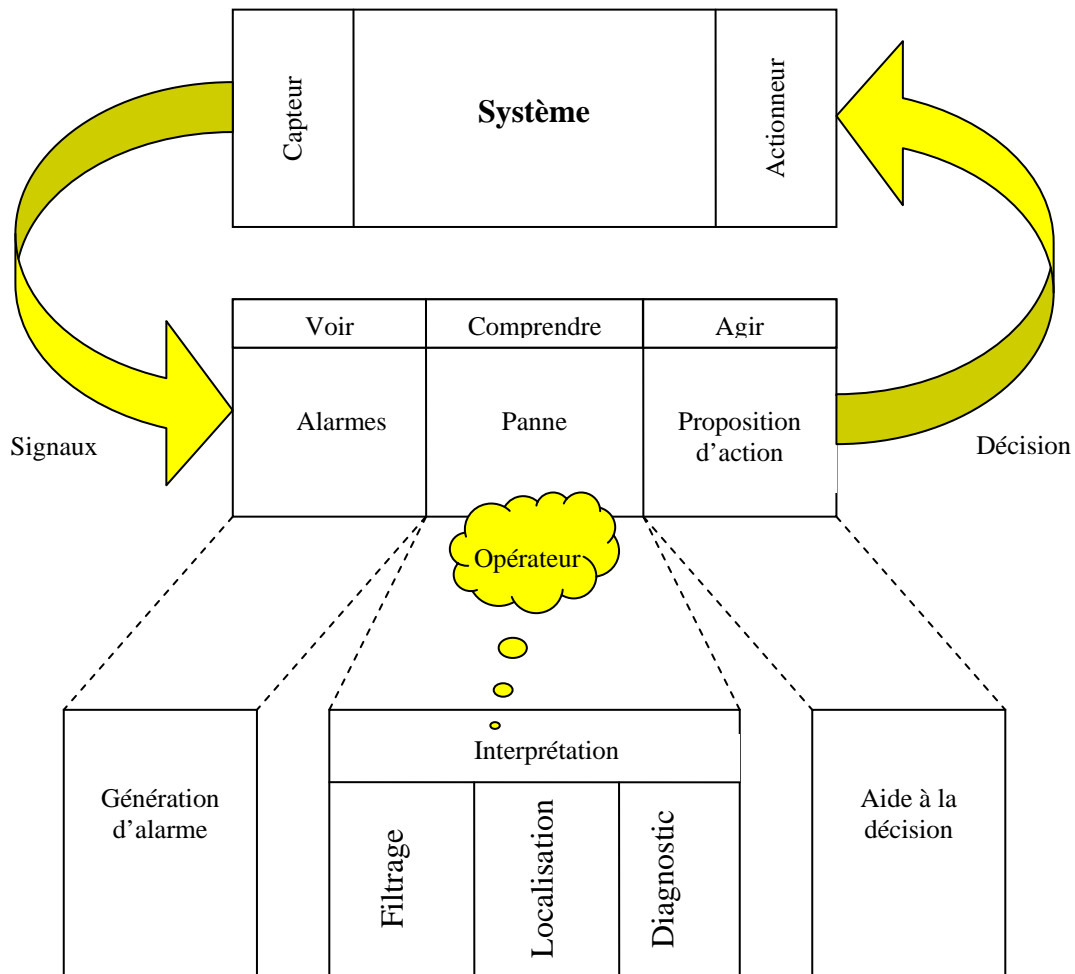 Capteur
Système
Actionneur
Voir
Comprendre
Agir
Alarmes
Panne
Proposition
d'action
Signaux
Décision
Opérateur
Interprétation
Génération
d'alarme
Filtrage
Localisation
Diagnostic
Aide à la
décision